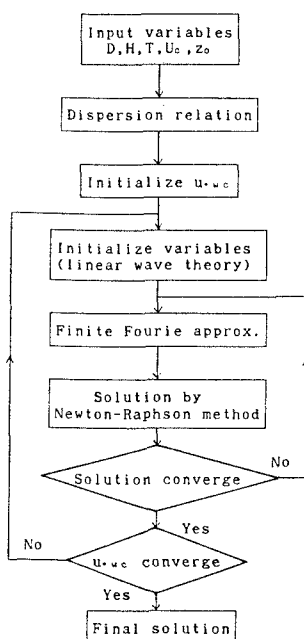 Input variables
D,H,T,Uc,z₀
Dispersion relation
Initialize u*wc
Initialize variables
(linear wave theory)
Finite Fourie approx.
Solution by
Newton-Raphson method
Solution converge
No
Yes
No
u*wc converge
Yes
Final solution